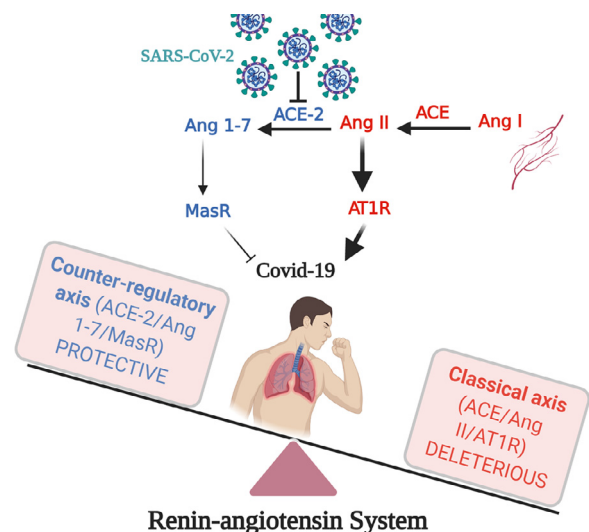 SARS-CoV-2
Ang 1-7
ACE-2
Ang II
ACE
Ang I
MasR
AT1R
Covid-19
Counter-regulatory
axis (ACE-2/Ang
1-7/MasR)
PROTECTIVE
Classical axis
(ACE/Ang
II/AT1R)
DELETERIOUS
Renin-angiotensin System